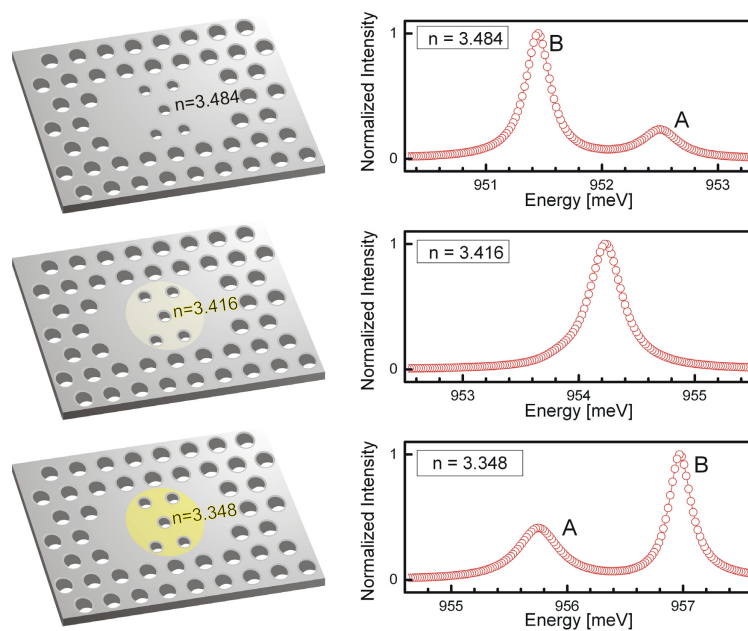 n=3.484
Normalized Intensity
1
0
n = 3.484
B
A
951
952
953
Energy [meV]
n=3.416
Normalized Intensity
1
0
n = 3.416
953
954
955
Energy [meV]
n=3.348
Normalized Intensity
1
0
n = 3.348
A
B
955
956
957
Energy [meV]